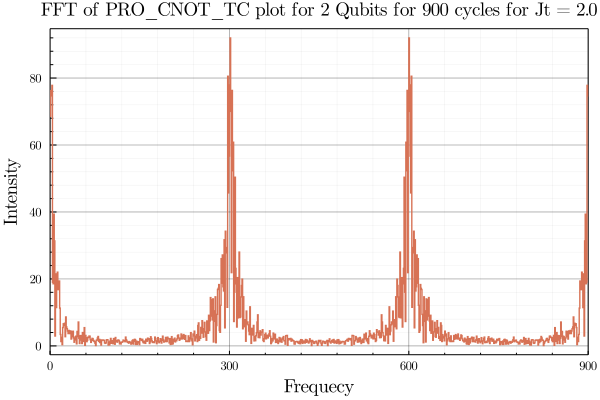 FFT of PRO_CNOT_TC plot for 2 Qubits for 900 cycles for Jt = 2.0
80
60
40
20
0
Intensity
0 300 600 900
Frequecy